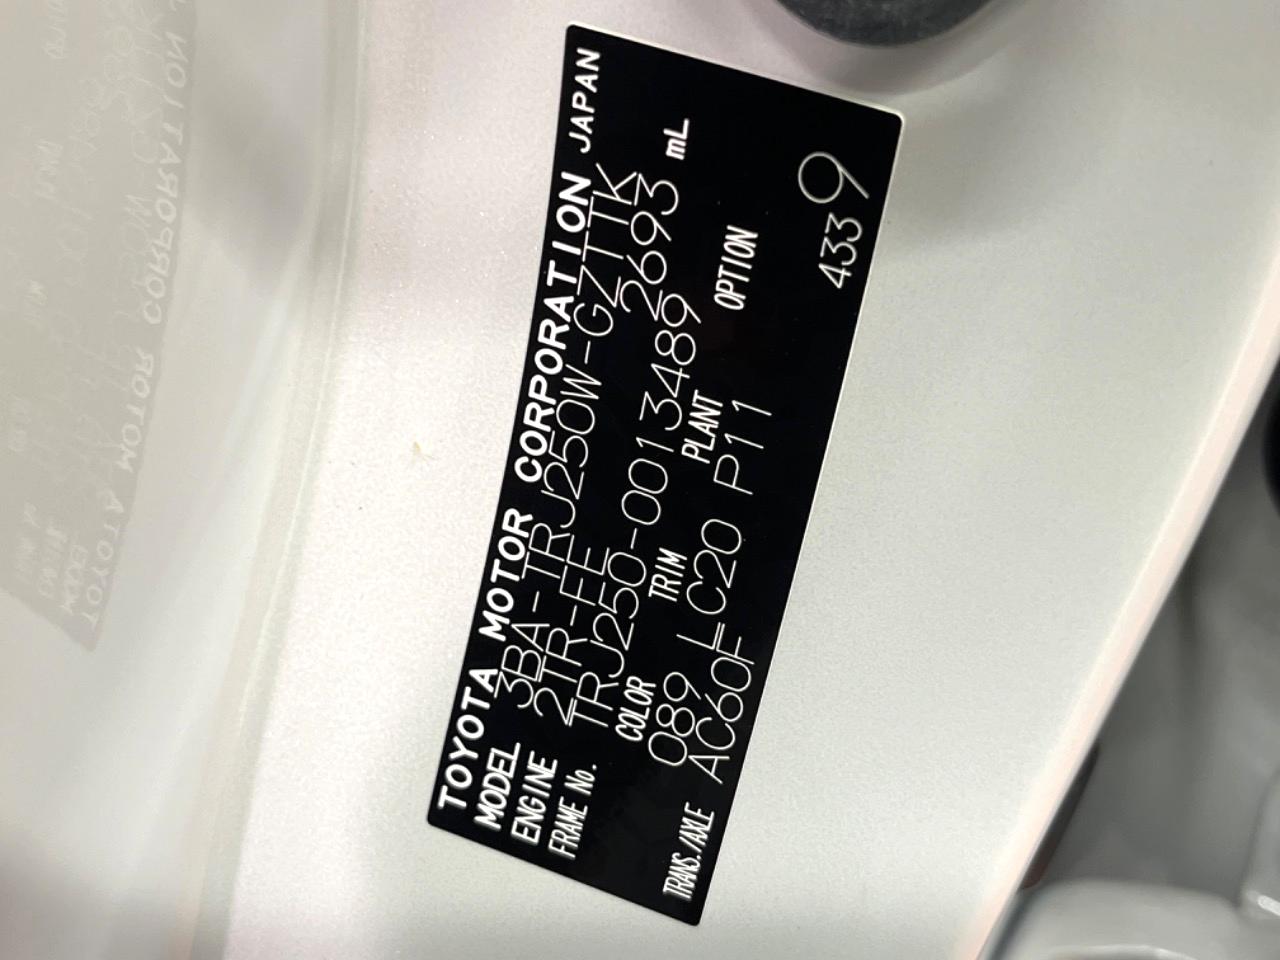 TOYOTA MOTOR CORPORATION JAPAN
MODEL 3BA-TRJ250W-GZTTK
ENGINE 2TR-FE 2693 mL
FRAME No. TRJ250-0013489
COLOR TRIM PLANT OPTION
089 LC20 P11
TRANS./AXLE AC60F
4339